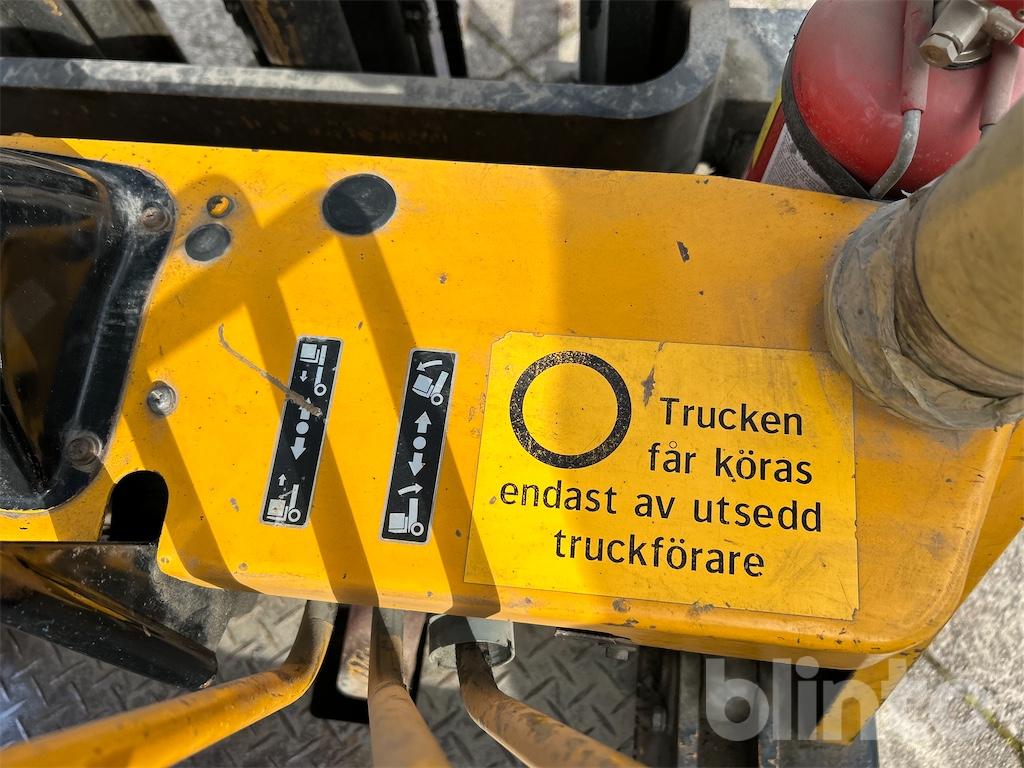 Trucken
får köras
endast av utsedd
truckförare
blinto